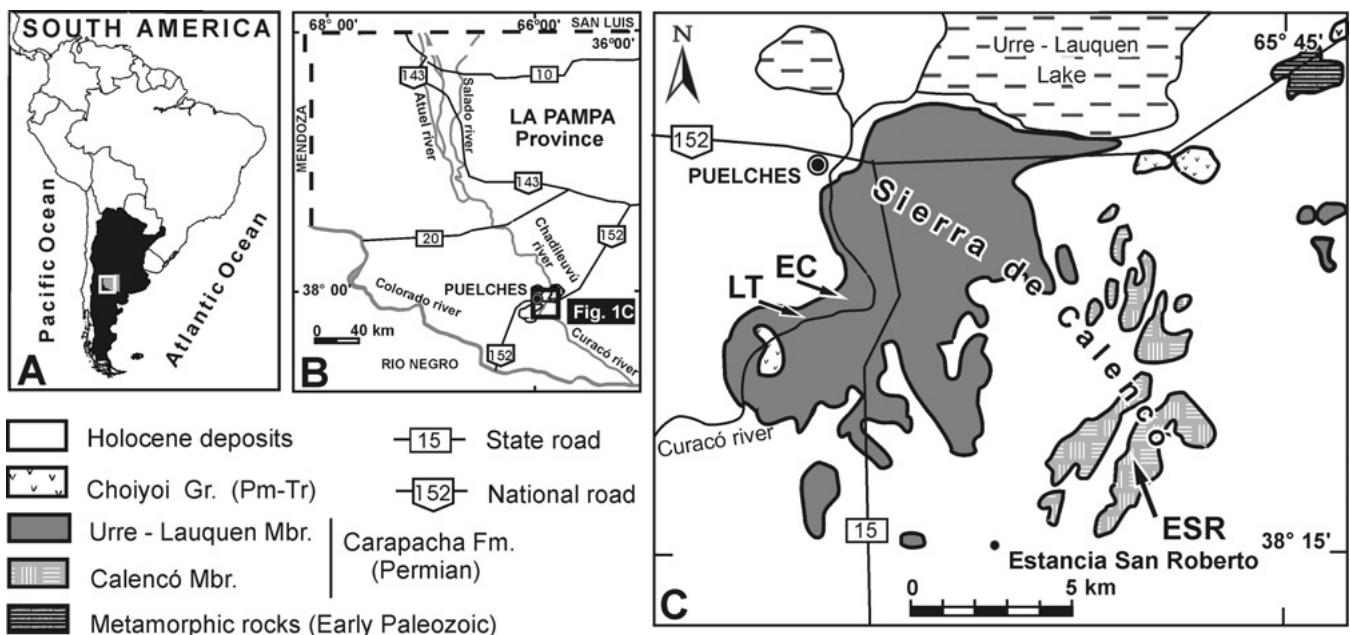 SOUTH AMERICA
Pacific Ocean
Atlantic Ocean
A
68° 00'
66°00'
SAN LUIS
36°00'
MENDOZA
143
10
Atuel river
Salado river
LA PAMPA
Province
143
152
20
Chadileuvú
river
38° 00'
Colorado river
PUELCHES
Fig. 1C
0 40 km
152
RIO NEGRO
Curacó river
B
N
Urre - Lauquen
Lake
65° 45'
152
PUELCHES
Sierra de Calencó
EC
LT
Curacó river
15
ESR
Estancia San Roberto
38° 15'
0 5 km
C
Holocene deposits
Choiyoi Gr. (Pm-Tr)
Urre - Lauquen Mbr.
Calencó Mbr.
Carapacha Fm.
(Permian)
Metamorphic rocks (Early Paleozoic)
15 State road
152 National road